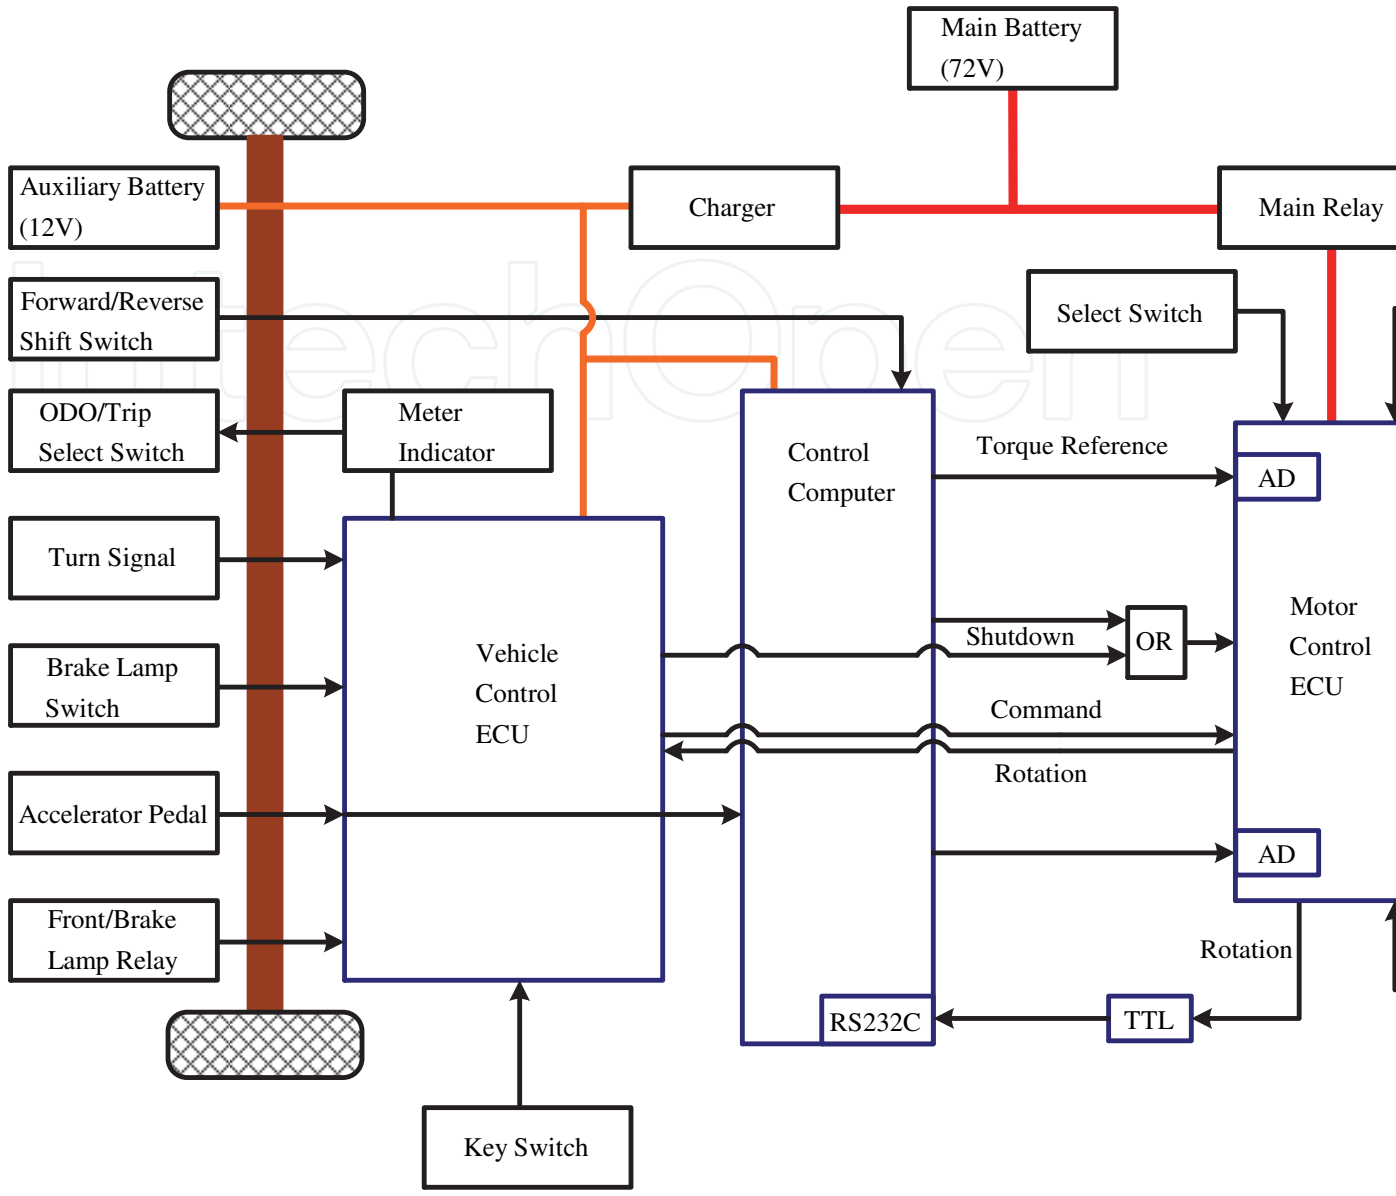 Main Battery
(72V)
Auxiliary Battery
(12V)
Charger
Main Relay
Forward/Reverse
Shift Switch
Select Switch
ODO/Trip
Select Switch
Meter
Indicator
Control
Computer
Torque Reference
AD
Turn Signal
Vehicle
Control
ECU
Shutdown
OR
Motor
Control
ECU
Brake Lamp
Switch
Command
Rotation
Accelerator Pedal
AD
Front/Brake
Lamp Relay
Rotation
RS232C
TTL
Key Switch
IntechOpen